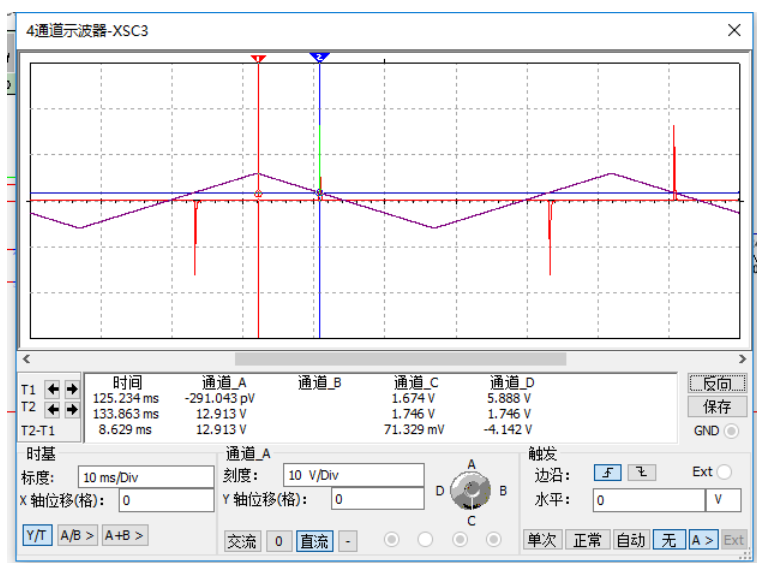 4通道示波器-XSC3
1 2
时间 通道_A 通道_B 通道_C 通道_D
T1 125.234 ms -291.043 pV 1.674 V 5.888 V
T2 133.863 ms 12.913 V 1.746 V 1.746 V
T2-T1 8.629 ms 12.913 V 71.329 mV -4.142 V
反向
保存
GND
时基 通道_A 触发
标度: 10 ms/Div 刻度: 10 V/Div A 边沿: Ext
X 轴位移(格): 0 Y 轴位移(格): 0 D B 水平: 0 V
C
Y/T A/B > A+B > 交流 0 直流 - 单次 正常 自动 无 A > Ext